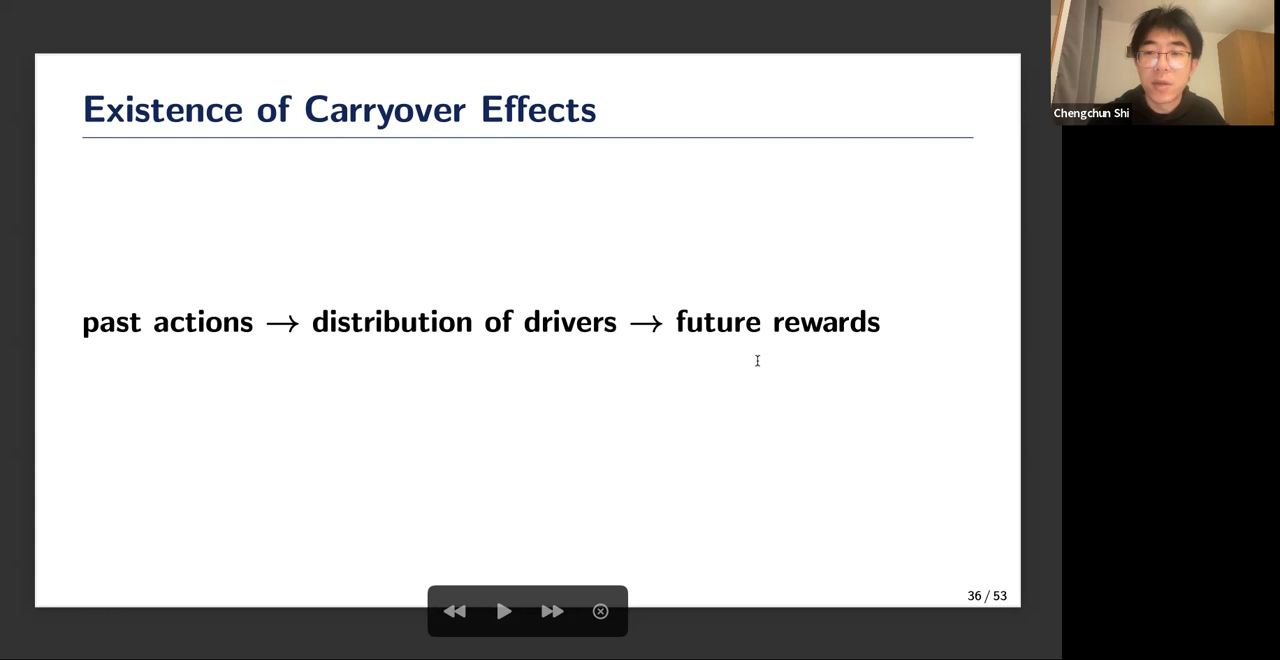 Existence of Carryover Effects
past actions → distribution of drivers → future rewards
36 / 53
Chengchun Shi